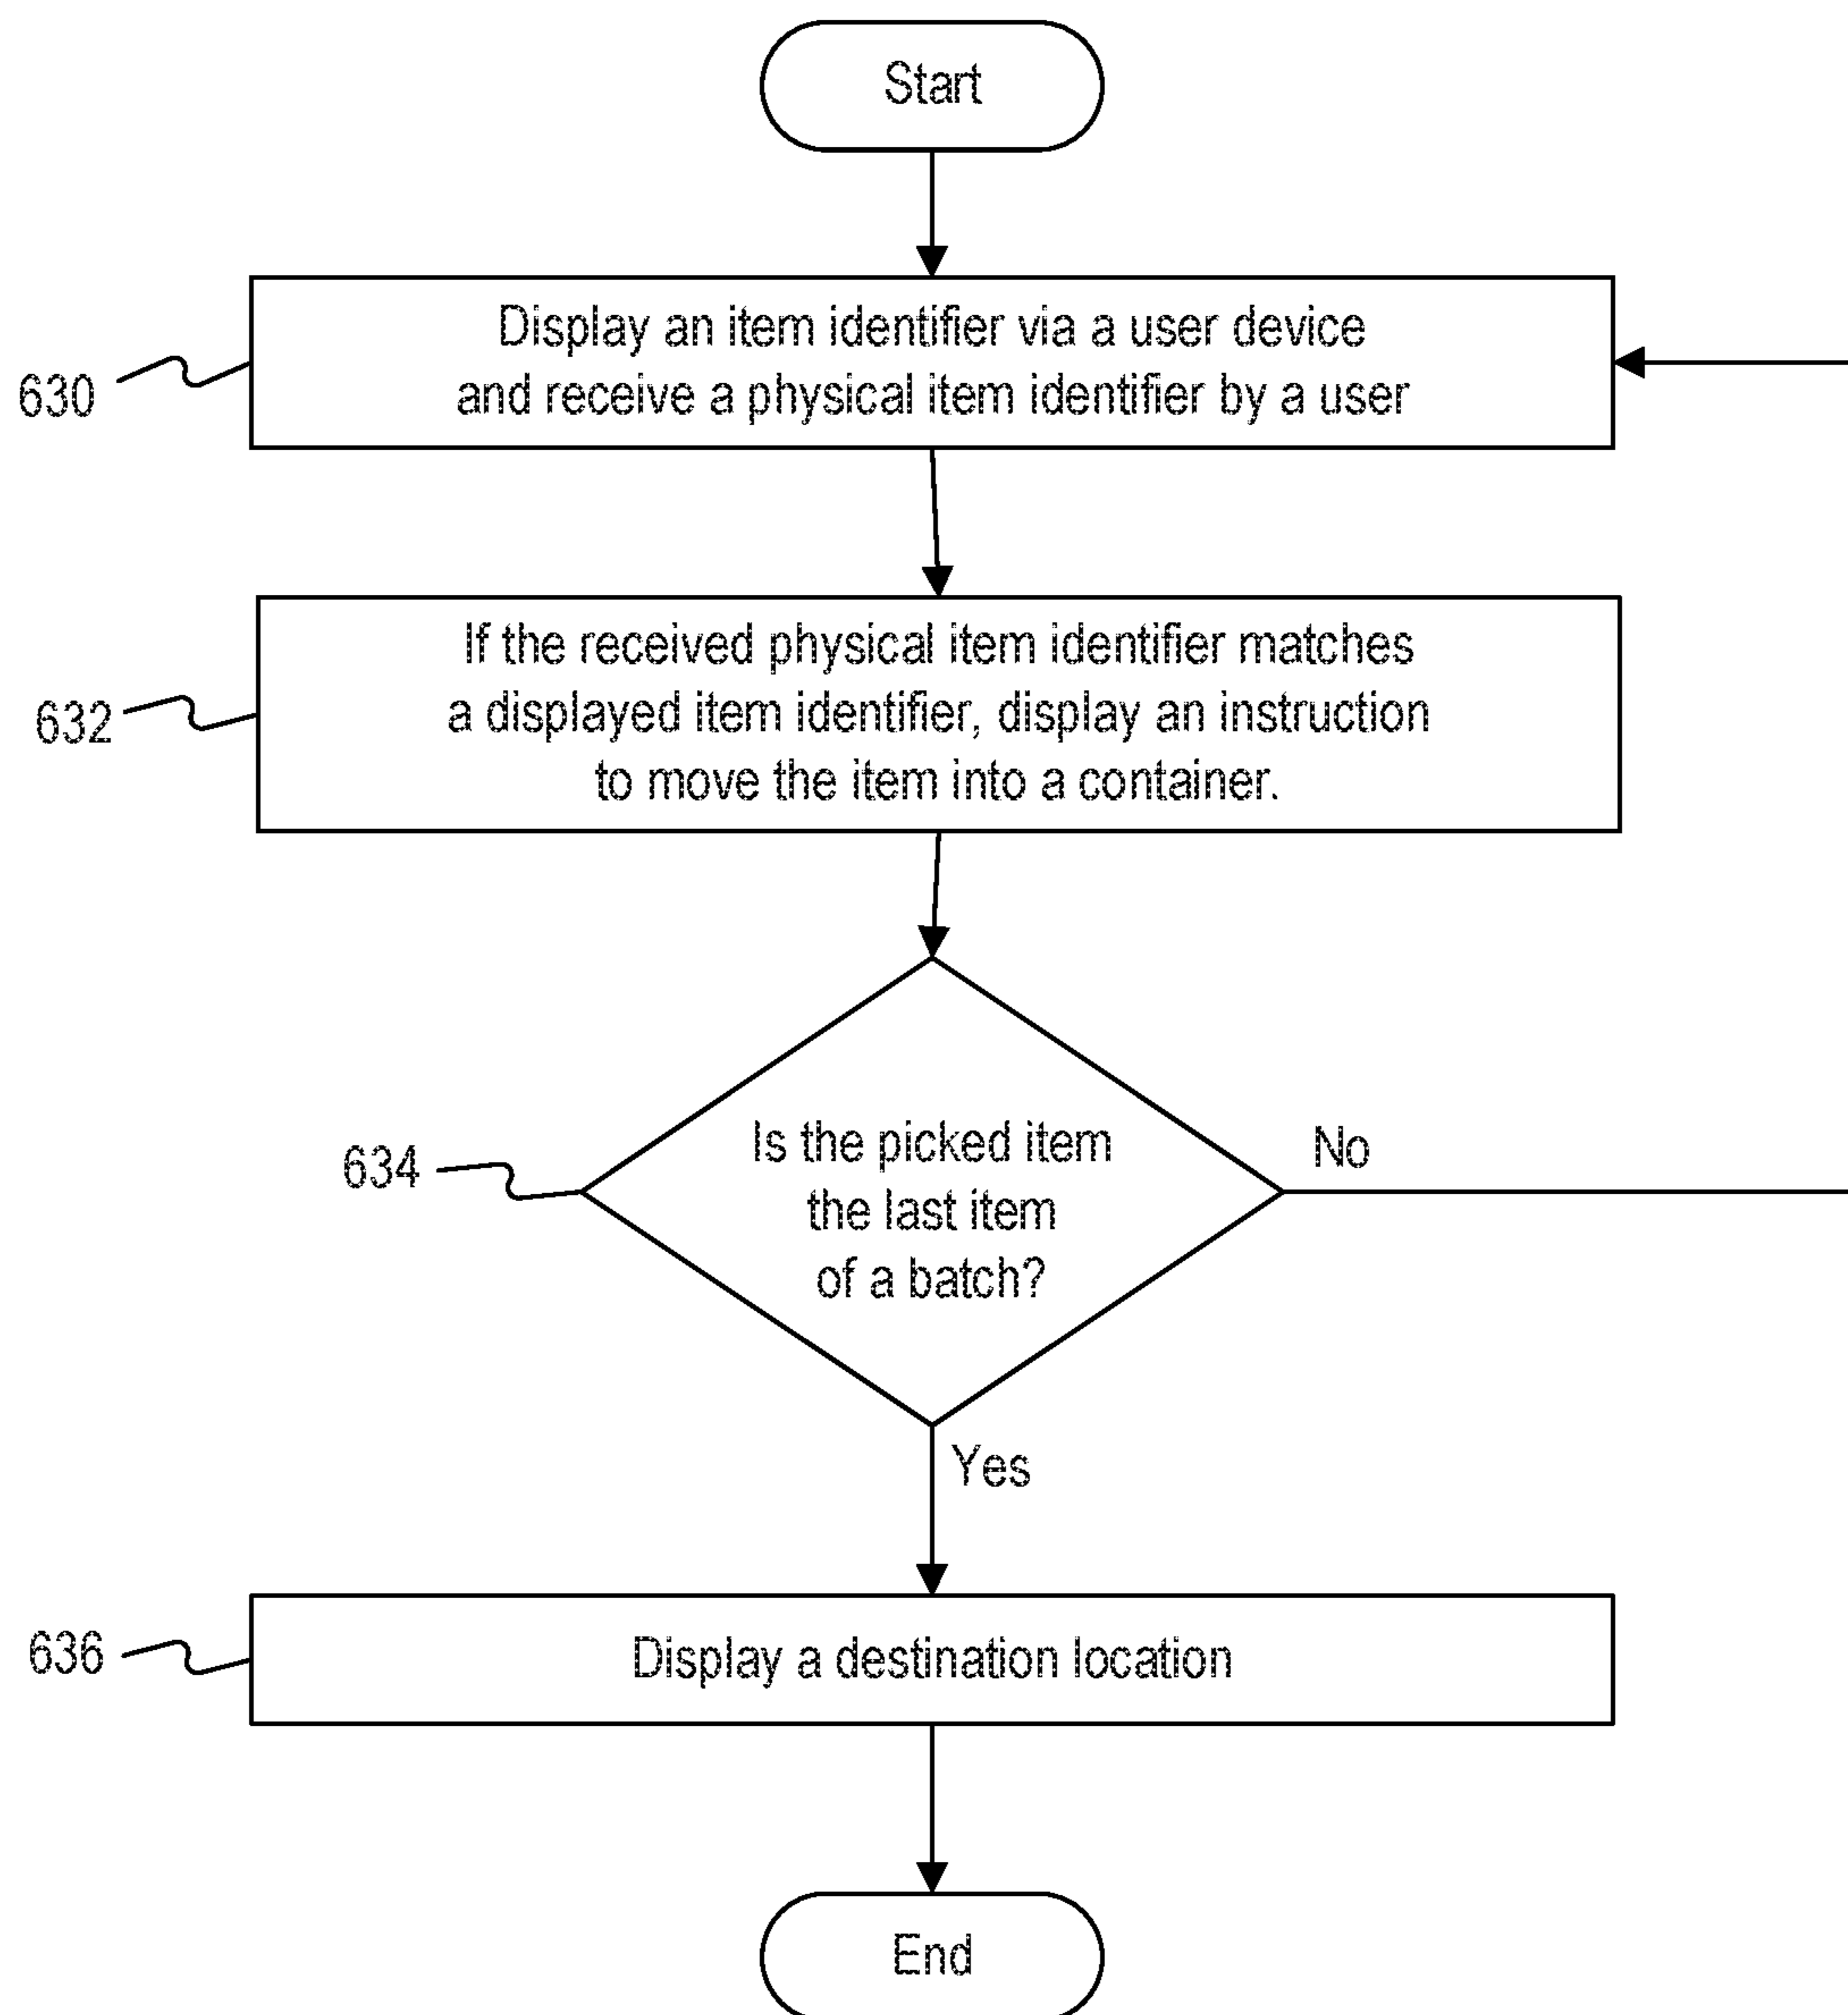 Start
Display an item identifier via a user device
and receive a physical item identifier by a user
630
If the received physical item identifier matches
a displayed item identifier, display an instruction
to move the item into a container.
632
Is the picked item
the last item
of a batch?
634
No
Yes
Display a destination location
636
End